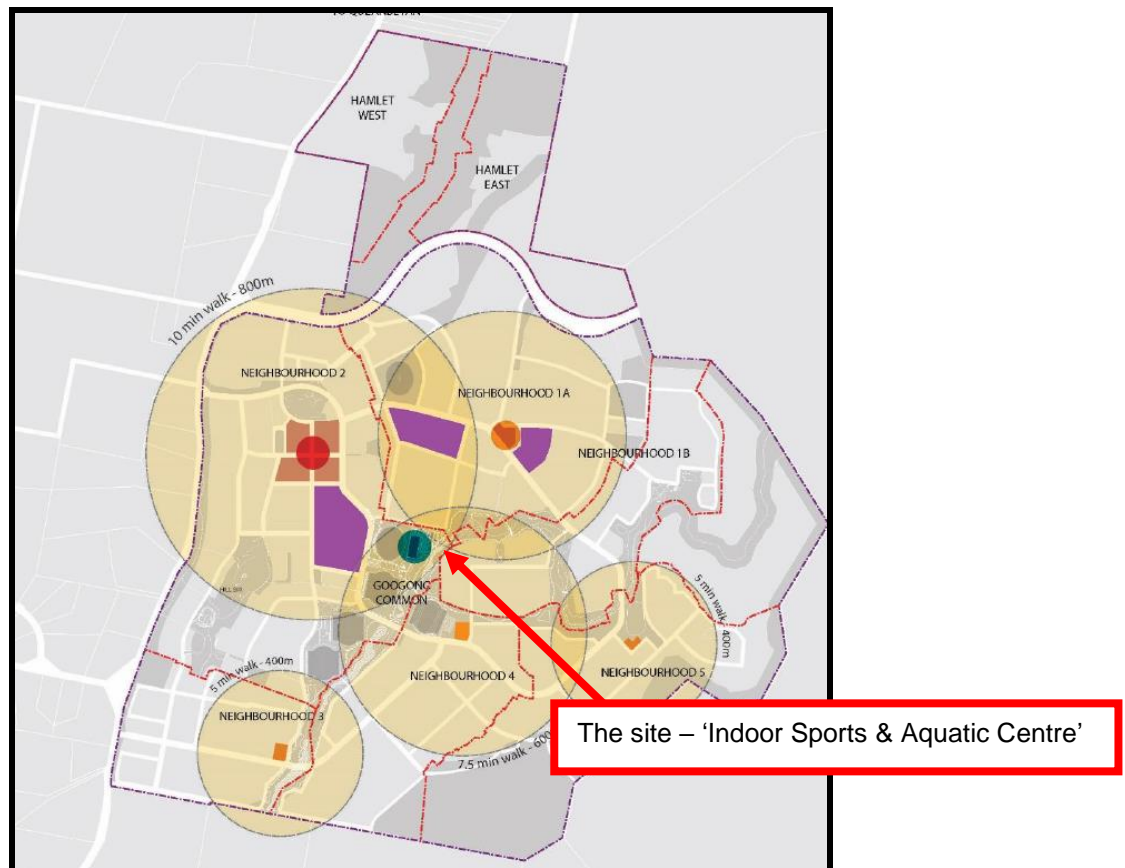 HAMLET
WEST
HAMLET
EAST
10 min walk - 800m
NEIGHBOURHOOD 2
NEIGHBOURHOOD 1A
NEIGHBOURHOOD 1B
GOOGONG
COMMON
5 min walk - 400m
5 min walk - 400m
NEIGHBOURHOOD 4
NEIGHBOURHOOD 5
NEIGHBOURHOOD 3
7.5 min walk - 600
The site – ‘Indoor Sports & Aquatic Centre’